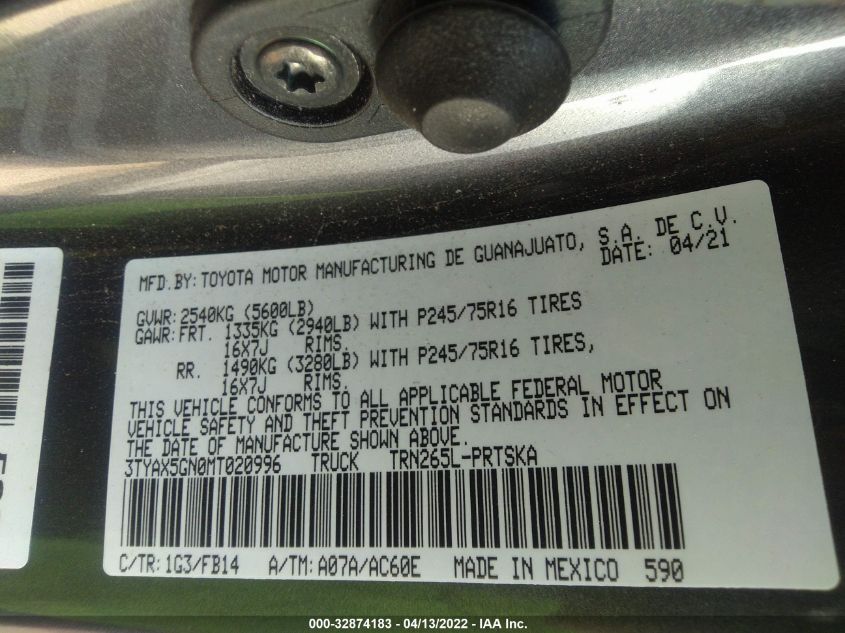 MFD.BY: TOYOTA MOTOR MANUFACTURING DE GUANAJUATO, S.A. DE C.V.
DATE: 04/21
GVWR: 2540KG (5600LB)
GAWR: FRT. 1335KG (2940LB) WITH P245/75R16 TIRES
16X7J RIMS.
RR. 1490KG (3280LB) WITH P245/75R16 TIRES,
16X7J RIMS.
THIS VEHICLE CONFORMS TO ALL APPLICABLE FEDERAL MOTOR
VEHICLE SAFETY AND THEFT PREVENTION STANDARDS IN EFFECT ON
THE DATE OF MANUFACTURE SHOWN ABOVE.
3TYAX5GN0MT020996 TRUCK TRN265L-PRTSKA
C/TR: 1G3/FB14 A/TM: A07A/AC60E MADE IN MEXICO 590
000-32874183 - 04/13/2022 - IAA Inc.